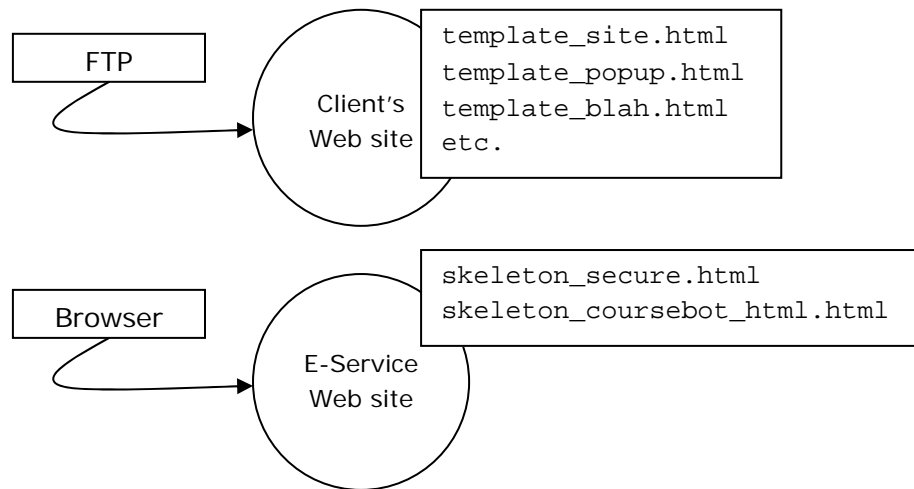 FTP
Client's
Web site
template_site.html
template_popup.html
template_blah.html
etc.
Browser
E-Service
Web site
skeleton_secure.html
skeleton_coursebot_html.html